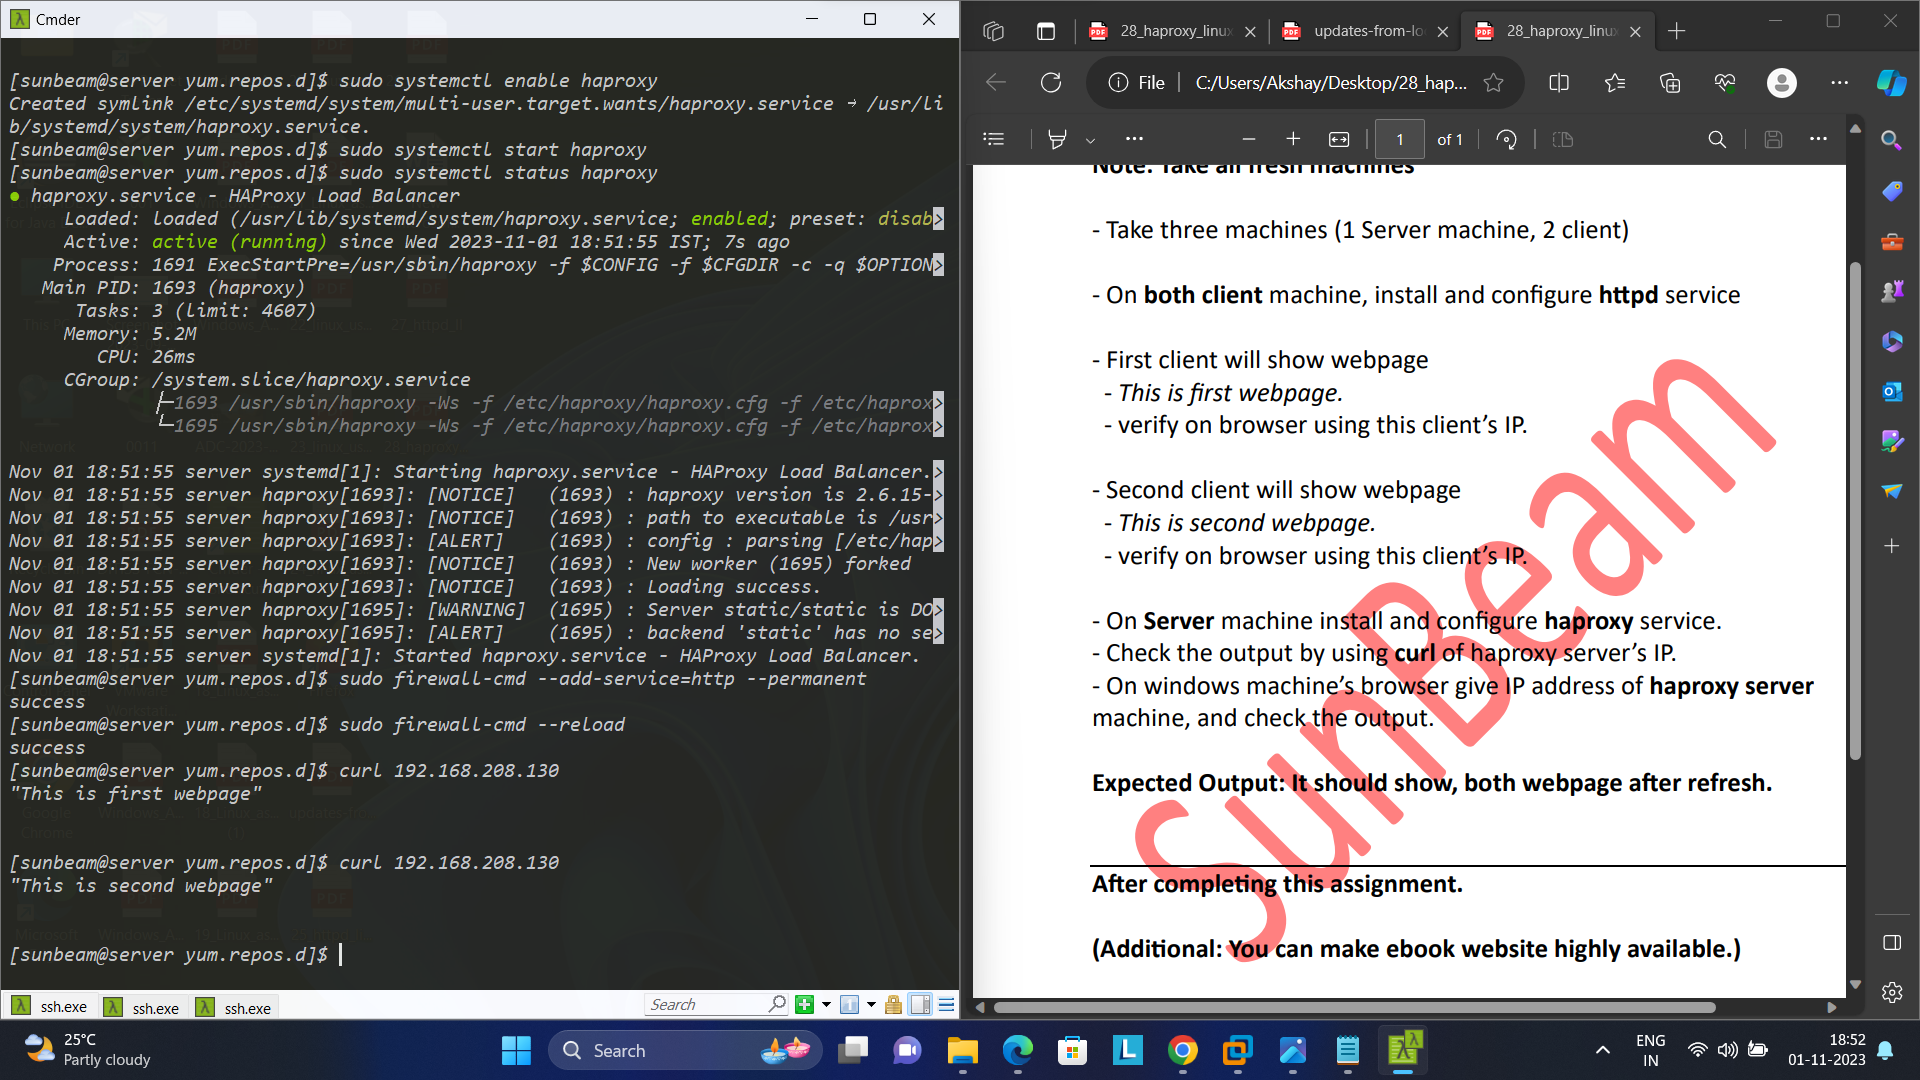 Cmder
[sunbeam@server yum.repos.d]$ sudo systemctl enable haproxy
Created symlink /etc/systemd/system/multi-user.target.wants/haproxy.service → /usr/li
b/systemd/system/haproxy.service.
[sunbeam@server yum.repos.d]$ sudo systemctl start haproxy
[sunbeam@server yum.repos.d]$ sudo systemctl status haproxy
● haproxy.service - HAProxy Load Balancer
Loaded: loaded (/usr/lib/systemd/system/haproxy.service; enabled; preset: disab>
Active: active (running) since Wed 2023-11-01 18:51:55 IST; 7s ago
Process: 1691 ExecStartPre=/usr/sbin/haproxy -f $CONFIG -f $CFGDIR -c -q $OPTION>
Main PID: 1693 (haproxy)
Tasks: 3 (limit: 4607)
Memory: 5.2M
CPU: 26ms
CGroup: /system.slice/haproxy.service
├─1693 /usr/sbin/haproxy -Ws -f /etc/haproxy/haproxy.cfg -f /etc/haprox>
└─1695 /usr/sbin/haproxy -Ws -f /etc/haproxy/haproxy.cfg -f /etc/haprox>
Nov 01 18:51:55 server systemd[1]: Starting haproxy.service - HAProxy Load Balancer.>
Nov 01 18:51:55 server haproxy[1693]: [NOTICE] (1693) : haproxy version is 2.6.15->
Nov 01 18:51:55 server haproxy[1693]: [NOTICE] (1693) : path to executable is /usr>
Nov 01 18:51:55 server haproxy[1693]: [ALERT] (1693) : config : parsing [/etc/hap>
Nov 01 18:51:55 server haproxy[1693]: [NOTICE] (1693) : New worker (1695) forked
Nov 01 18:51:55 server haproxy[1693]: [NOTICE] (1693) : Loading success.
Nov 01 18:51:55 server haproxy[1695]: [WARNING] (1695) : Server static/static is DO>
Nov 01 18:51:55 server haproxy[1695]: [ALERT] (1695) : backend 'static' has no se>
Nov 01 18:51:55 server systemd[1]: Started haproxy.service - HAProxy Load Balancer.
[sunbeam@server yum.repos.d]$ sudo firewall-cmd --add-service=http --permanent
success
[sunbeam@server yum.repos.d]$ sudo firewall-cmd --reload
success
[sunbeam@server yum.repos.d]$ curl 192.168.208.130
"This is first webpage"
[sunbeam@server yum.repos.d]$ curl 192.168.208.130
"This is second webpage"
[sunbeam@server yum.repos.d]$
ssh.exe ssh.exe ssh.exe Search
28_haproxy_linux updates-from-lo 28_haproxy_linux
File C:/Users/Akshay/Desktop/28_hap...
1 of 1
Note: Take all fresh machines
- Take three machines (1 Server machine, 2 client)
- On both client machine, install and configure httpd service
- First client will show webpage
- This is first webpage.
- verify on browser using this client's IP.
- Second client will show webpage
- This is second webpage.
- verify on browser using this client's IP.
- On Server machine install and configure haproxy service.
- Check the output by using curl of haproxy server's IP.
- On windows machine's browser give IP address of haproxy server
machine, and check the output.
Expected Output: It should show, both webpage after refresh.
After completing this assignment.
(Additional: You can make ebook website highly available.)
SunBeam
25°C
Partly cloudy
Search
ENG
IN
18:52
01-11-2023